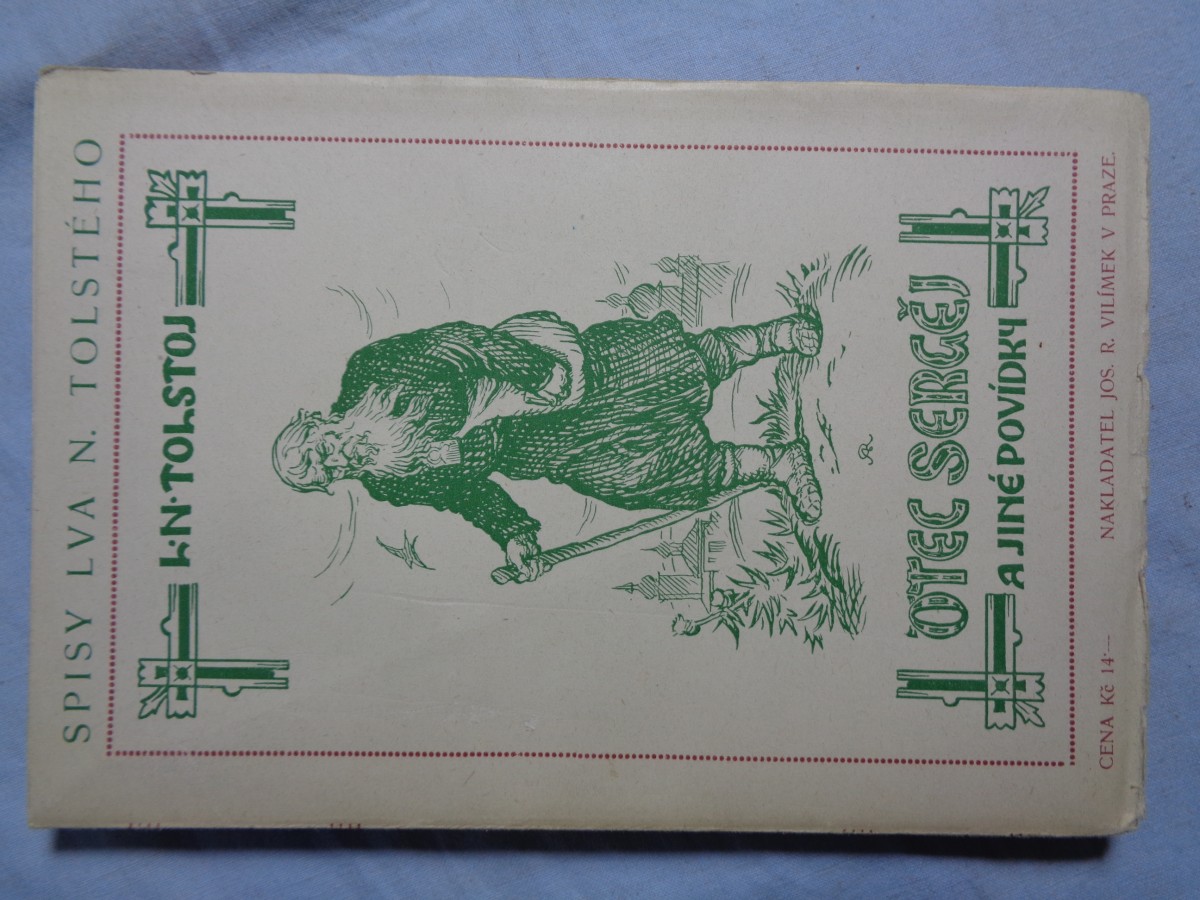 SPISY LVA N. TOLSTÉHO
L·N·TOLSTOJ
OTEC SERGĚJ
A JINÉ POVÍDKY
CENA Kč 14·— NAKLADATEL JOS. R. VILÍMEK V PRAZE.